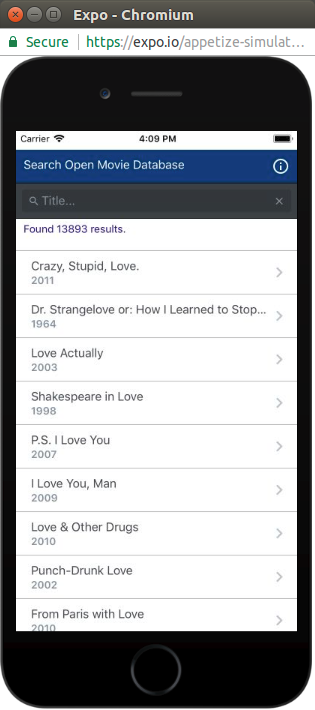 Expo - Chromium
Secure | https://expo.io/appetize-simulat...
Carrier 4:09 PM
Search Open Movie Database
Title...
Found 13893 results.
Crazy, Stupid, Love.
2011
Dr. Strangelove or: How I Learned to Stop...
1964
Love Actually
2003
Shakespeare in Love
1998
P.S. I Love You
2007
I Love You, Man
2009
Love & Other Drugs
2010
Punch-Drunk Love
2002
From Paris with Love
2010